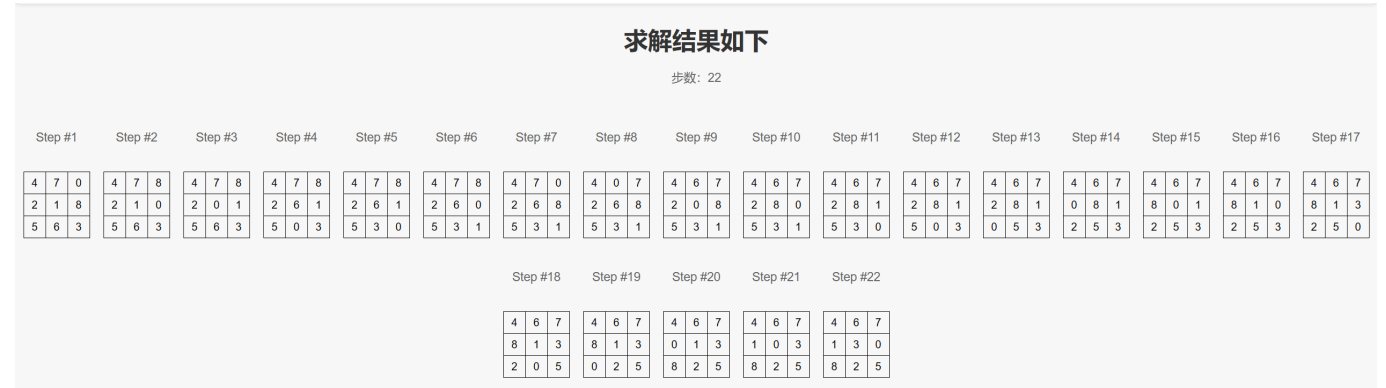 求解结果如下
步数：22
Step #1 Step #2 Step #3 Step #4 Step #5 Step #6 Step #7 Step #8 Step #9 Step #10 Step #11 Step #12 Step #13 Step #14 Step #15 Step #16 Step #17
4 7 0 4 7 8 4 7 8 4 7 8 4 7 8 4 7 8 4 7 0 4 0 7 4 6 7 4 6 7 4 6 7 4 6 7 4 6 7 4 6 7 4 6 7 4 6 7 4 6 7
2 1 8 2 1 0 2 0 1 2 6 1 2 6 1 2 6 0 2 6 8 2 6 8 2 0 8 2 8 0 2 8 1 2 8 1 2 8 1 0 8 1 8 0 1 8 1 0 8 1 3
5 6 3 5 6 3 5 6 3 5 0 3 5 3 0 5 3 1 5 3 1 5 3 1 5 3 1 5 3 1 5 3 0 5 0 3 0 5 3 2 5 3 2 5 3 2 5 3 2 5 0
Step #18 Step #19 Step #20 Step #21 Step #22
4 6 7 4 6 7 4 6 7 4 6 7 4 6 7
8 1 3 8 1 3 0 1 3 1 0 3 1 3 0
2 0 5 0 2 5 8 2 5 8 2 5 8 2 5